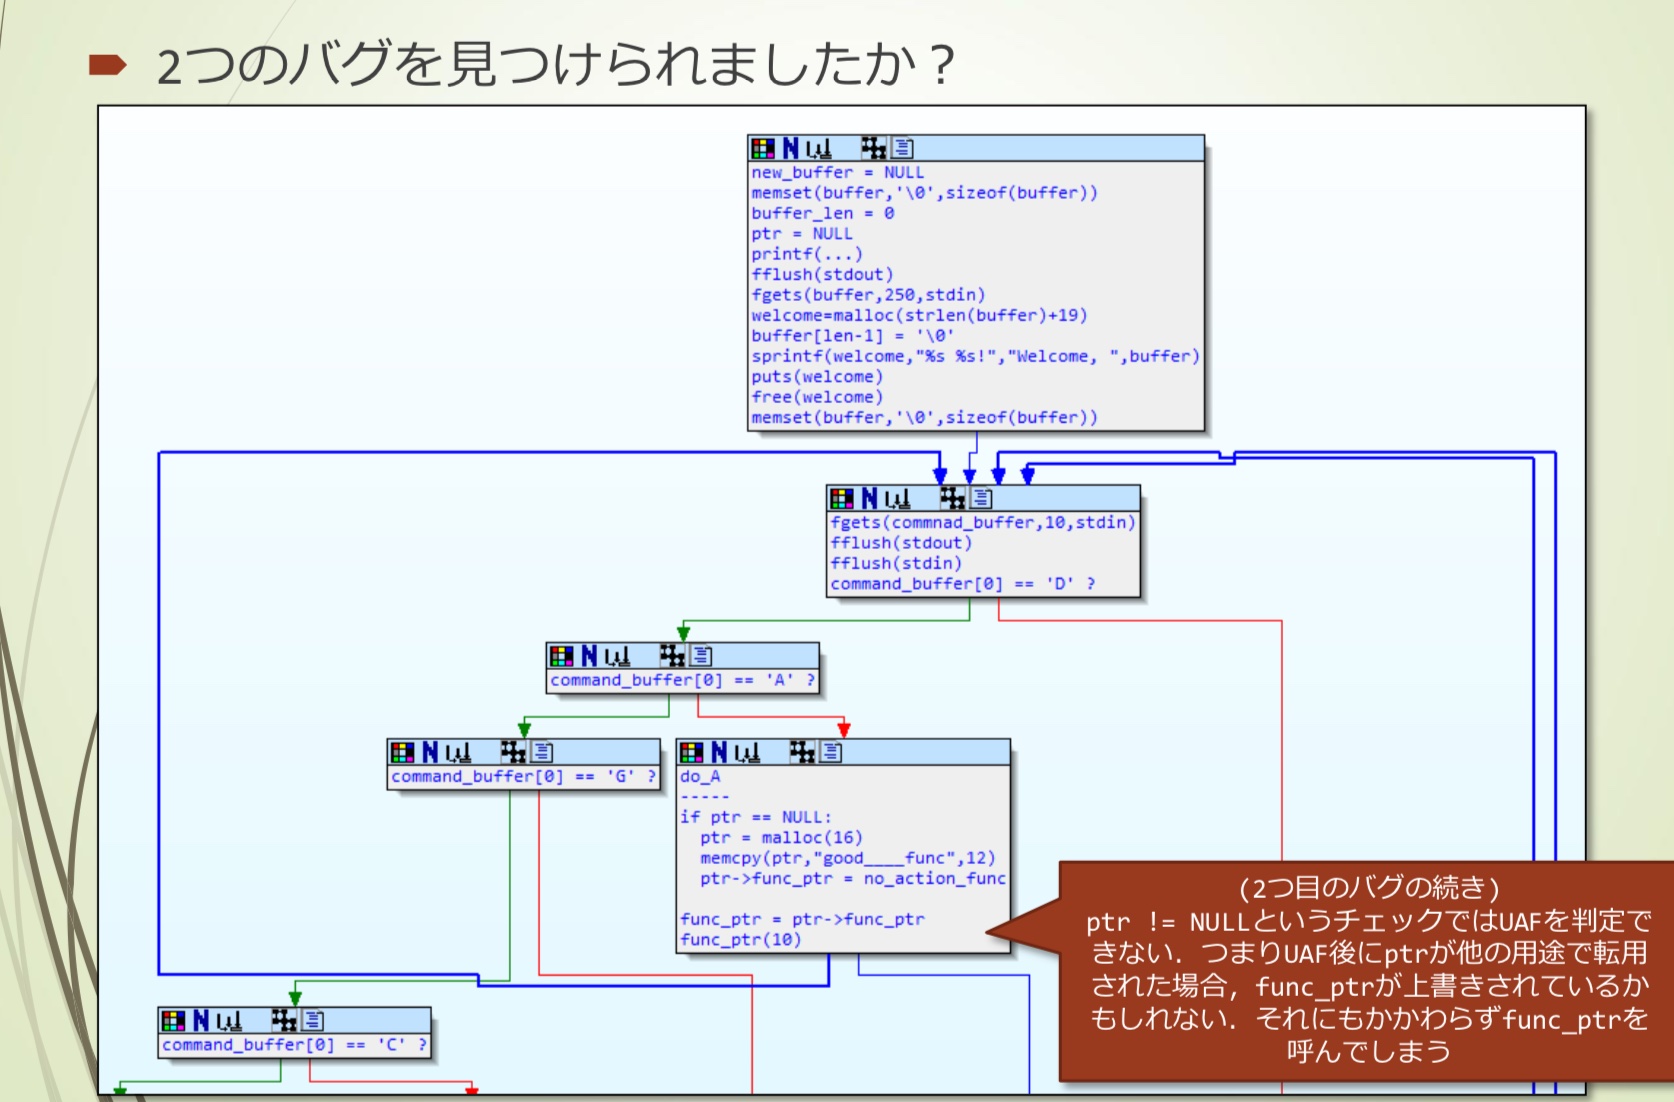 2つのバグを見つけられましたか？
new_buffer = NULL
memset(buffer,'\0',sizeof(buffer))
buffer_len = 0
ptr = NULL
printf(...)
fflush(stdout)
fgets(buffer,250,stdin)
welcome=malloc(strlen(buffer)+19)
buffer[len-1] = '\0'
sprintf(welcome,"%s %s!","Welcome, ",buffer)
puts(welcome)
free(welcome)
memset(buffer,'\0',sizeof(buffer))
fgets(commnad_buffer,10,stdin)
fflush(stdout)
fflush(stdin)
command_buffer[0] == 'D' ?
command_buffer[0] == 'A' ?
command_buffer[0] == 'G' ?
do_A
-----
if ptr == NULL:
  ptr = malloc(16)
  memcpy(ptr,"good____func",12)
  ptr->func_ptr = no_action_func
func_ptr = ptr->func_ptr
func_ptr(10)
(2つ目のバグの続き)
ptr != NULLというチェックではUAFを判定で
きない．つまりUAF後にptrが他の用途で転用
された場合，func_ptrが上書きされているか
もしれない．それにもかかわらずfunc_ptrを
呼んでしまう
command_buffer[0] == 'C' ?